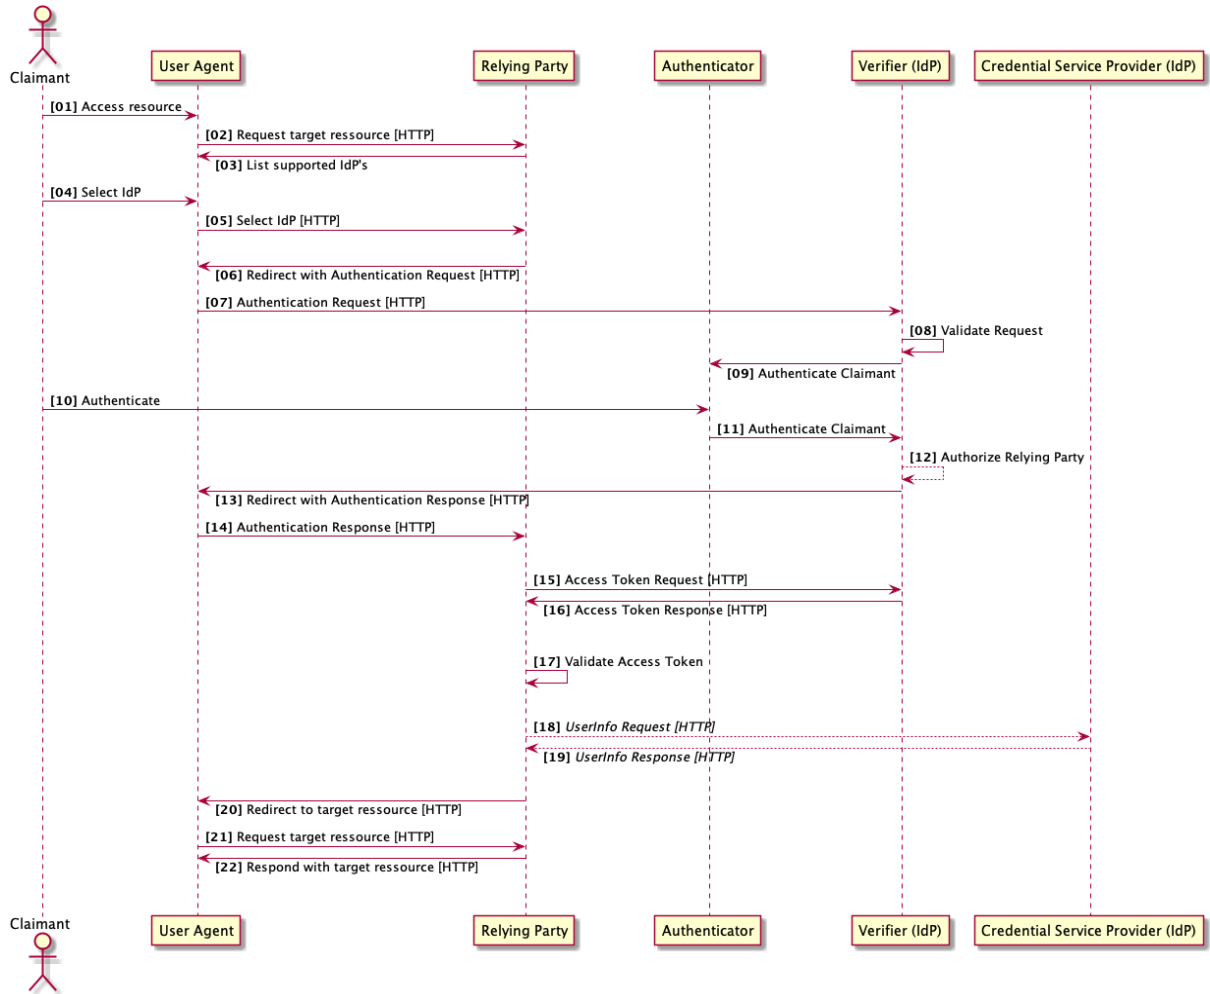 Claimant
User Agent
Relying Party
Authenticator
Verifier (IdP)
Credential Service Provider (IdP)
[01] Access resource
[02] Request target ressource [HTTP]
[03] List supported IdP's
[04] Select IdP
[05] Select IdP [HTTP]
[06] Redirect with Authentication Request [HTTP]
[07] Authentication Request [HTTP]
[08] Validate Request
[09] Authenticate Claimant
[10] Authenticate
[11] Authenticate Claimant
[12] Authorize Relying Party
[13] Redirect with Authentication Response [HTTP]
[14] Authentication Response [HTTP]
[15] Access Token Request [HTTP]
[16] Access Token Response [HTTP]
[17] Validate Access Token
[18] UserInfo Request [HTTP]
[19] UserInfo Response [HTTP]
[20] Redirect to target ressource [HTTP]
[21] Request target ressource [HTTP]
[22] Respond with target ressource [HTTP]
Claimant
User Agent
Relying Party
Authenticator
Verifier (IdP)
Credential Service Provider (IdP)